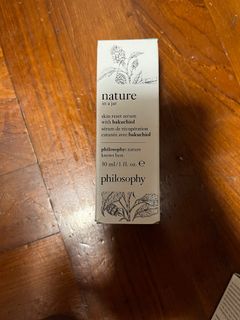 nature
in a jar
skin reset serum
with bakuchiol
sérum de récupération
cutanée avec bakuchiol
philosophy: nature
knows best.
30 ml / 1 fl. oz. ℮
philosophy